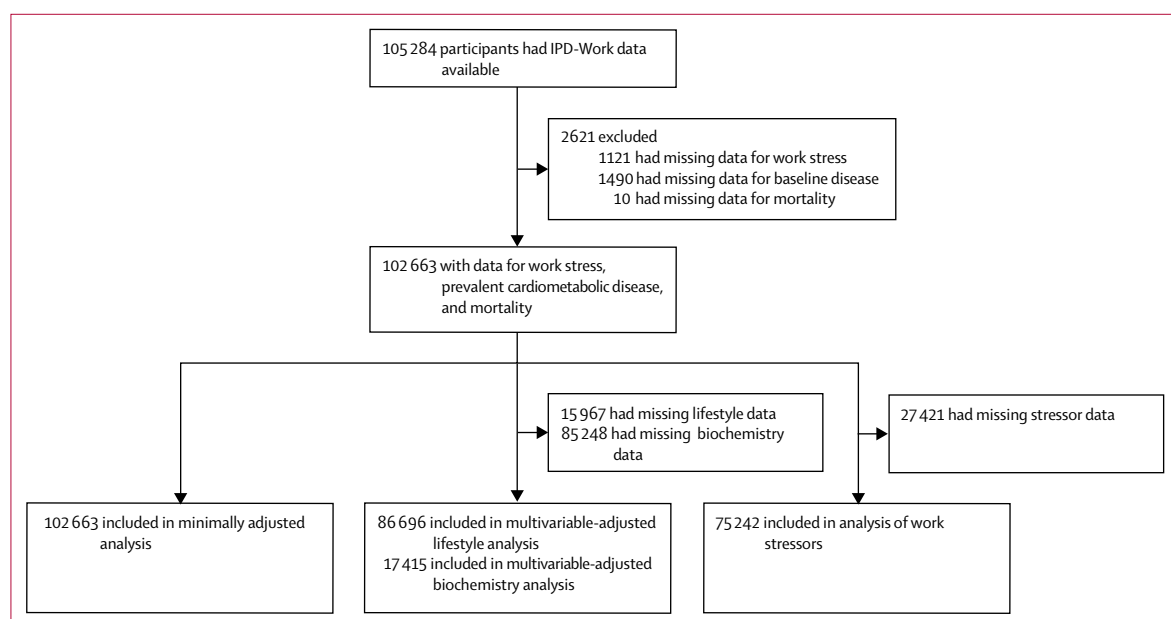 105 284 participants had IPD-Work data
available
2621 excluded
1121 had missing data for work stress
1490 had missing data for baseline disease
10 had missing data for mortality
102 663 with data for work stress,
prevalent cardiometabolic disease,
and mortality
15 967 had missing lifestyle data
85 248 had missing biochemistry
data
27 421 had missing stressor data
102 663 included in minimally adjusted
analysis
86 696 included in multivariable-adjusted
lifestyle analysis
17 415 included in multivariable-adjusted
biochemistry analysis
75 242 included in analysis of work
stressors